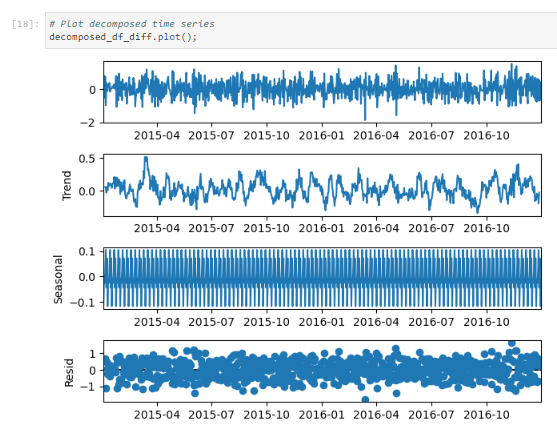 [18]: # Plot decomposed time series
decomposed_df_diff.plot();
0
−2
2015-04 2015-07 2015-10 2016-01 2016-04 2016-07 2016-10
0.5
0.0
Trend
2015-04 2015-07 2015-10 2016-01 2016-04 2016-07 2016-10
0.1
0.0
−0.1
Seasonal
2015-04 2015-07 2015-10 2016-01 2016-04 2016-07 2016-10
1
0
−1
Resid
2015-04 2015-07 2015-10 2016-01 2016-04 2016-07 2016-10